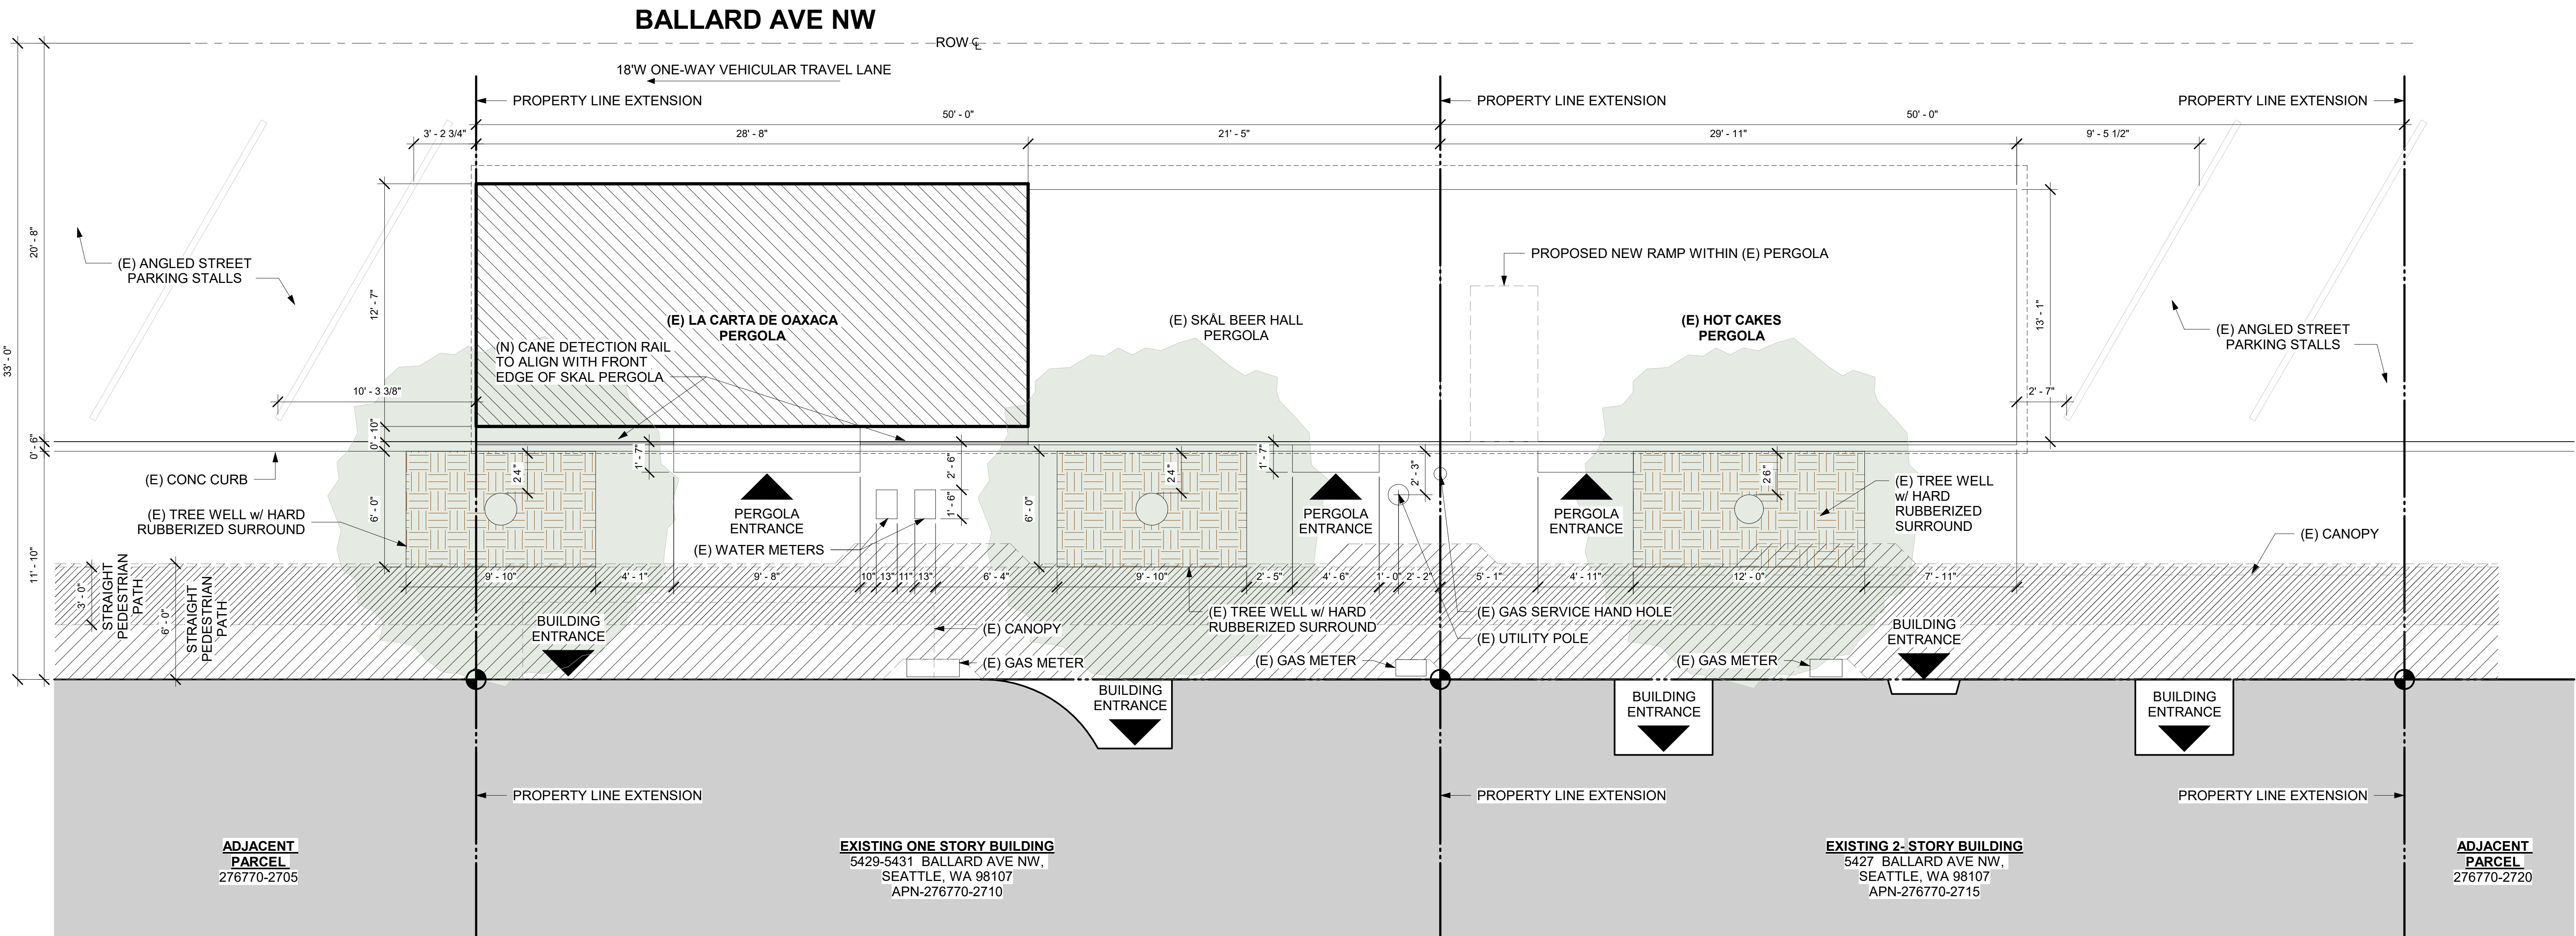 BALLARD AVE NW
ROW ℄
18'W ONE-WAY VEHICULAR TRAVEL LANE
PROPERTY LINE EXTENSION
PROPERTY LINE EXTENSION
PROPERTY LINE EXTENSION
50' - 0"
50' - 0"
3' - 2 3/4"
28' - 8"
21' - 5"
29' - 11"
9' - 5 1/2"
33' - 0"
20' - 8"
0' - 6"
11' - 10"
(E) ANGLED STREET
PARKING STALLS
12' - 7"
0' - 10"
6' - 0"
10' - 3 3/8"
(E) LA CARTA DE OAXACA
PERGOLA
(N) CANE DETECTION RAIL
TO ALIGN WITH FRONT
EDGE OF SKAL PERGOLA
(E) SKÅL BEER HALL
PERGOLA
PROPOSED NEW RAMP WITHIN (E) PERGOLA
(E) HOT CAKES
PERGOLA
13' - 1"
2' - 7"
(E) ANGLED STREET
PARKING STALLS
(E) CONC CURB
(E) TREE WELL w/ HARD
RUBBERIZED SURROUND
2 4"
1' - 7"
PERGOLA
ENTRANCE
2' - 6"
1' - 6"
(E) WATER METERS
6' - 0"
2 4"
1' - 7"
PERGOLA
ENTRANCE
2' - 3"
PERGOLA
ENTRANCE
2 6"
(E) TREE WELL
w/ HARD
RUBBERIZED
SURROUND
(E) CANOPY
3' - 0"
STRAIGHT
PEDESTRIAN
PATH
6' - 0"
STRAIGHT
PEDESTRIAN
PATH
9' - 10"
4' - 1"
9' - 8"
10"
13"
11"
13"
6' - 4"
9' - 10"
2' - 5"
4' - 6"
1' - 0"
2' - 2"
5' - 1"
4' - 11"
12' - 0"
7' - 11"
BUILDING
ENTRANCE
(E) CANOPY
(E) TREE WELL w/ HARD
RUBBERIZED SURROUND
(E) GAS SERVICE HAND HOLE
(E) UTILITY POLE
BUILDING
ENTRANCE
(E) GAS METER
(E) GAS METER
(E) GAS METER
BUILDING
ENTRANCE
BUILDING
ENTRANCE
BUILDING
ENTRANCE
PROPERTY LINE EXTENSION
PROPERTY LINE EXTENSION
PROPERTY LINE EXTENSION
ADJACENT
PARCEL
276770-2705
EXISTING ONE STORY BUILDING
5429-5431 BALLARD AVE NW,
SEATTLE, WA 98107
APN-276770-2710
EXISTING 2- STORY BUILDING
5427 BALLARD AVE NW,
SEATTLE, WA 98107
APN-276770-2715
ADJACENT
PARCEL
276770-2720